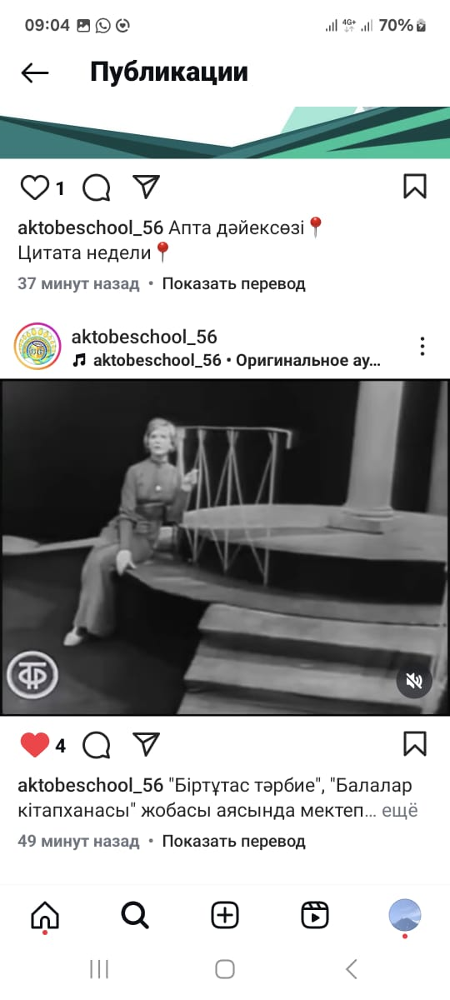 09:04
4G+
70%
Публикации
1
aktobeschool_56 Апта дәйексөзі
Цитата недели
37 минут назад • Показать перевод
aktobeschool_56
aktobeschool_56 • Оригинальное ау...
4
aktobeschool_56 "Біртұтас тәрбие", "Балалар
кітапханасы" жобасы аясында мектеп... ещё
49 минут назад • Показать перевод